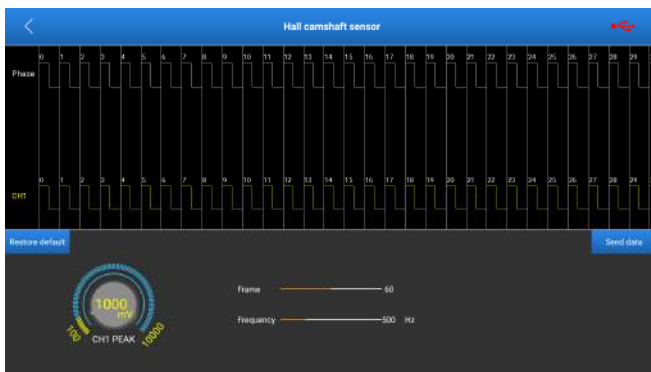 Hall camshaft sensor
0 1 2 3 4 5 6 7 8 9 10 11 12 13 14 15 16 17 18 19 20 21 22 23 24 25 26 27 28 29
Phase
0 1 2 3 4 5 6 7 8 9 10 11 12 13 14 15 16 17 18 19 20 21 22 23 24 25 26 27 28 29
CH1
Restore default Send data
Frame 60
1000
mV
Frequency 500 Hz
100 CH1 PEAK 10000